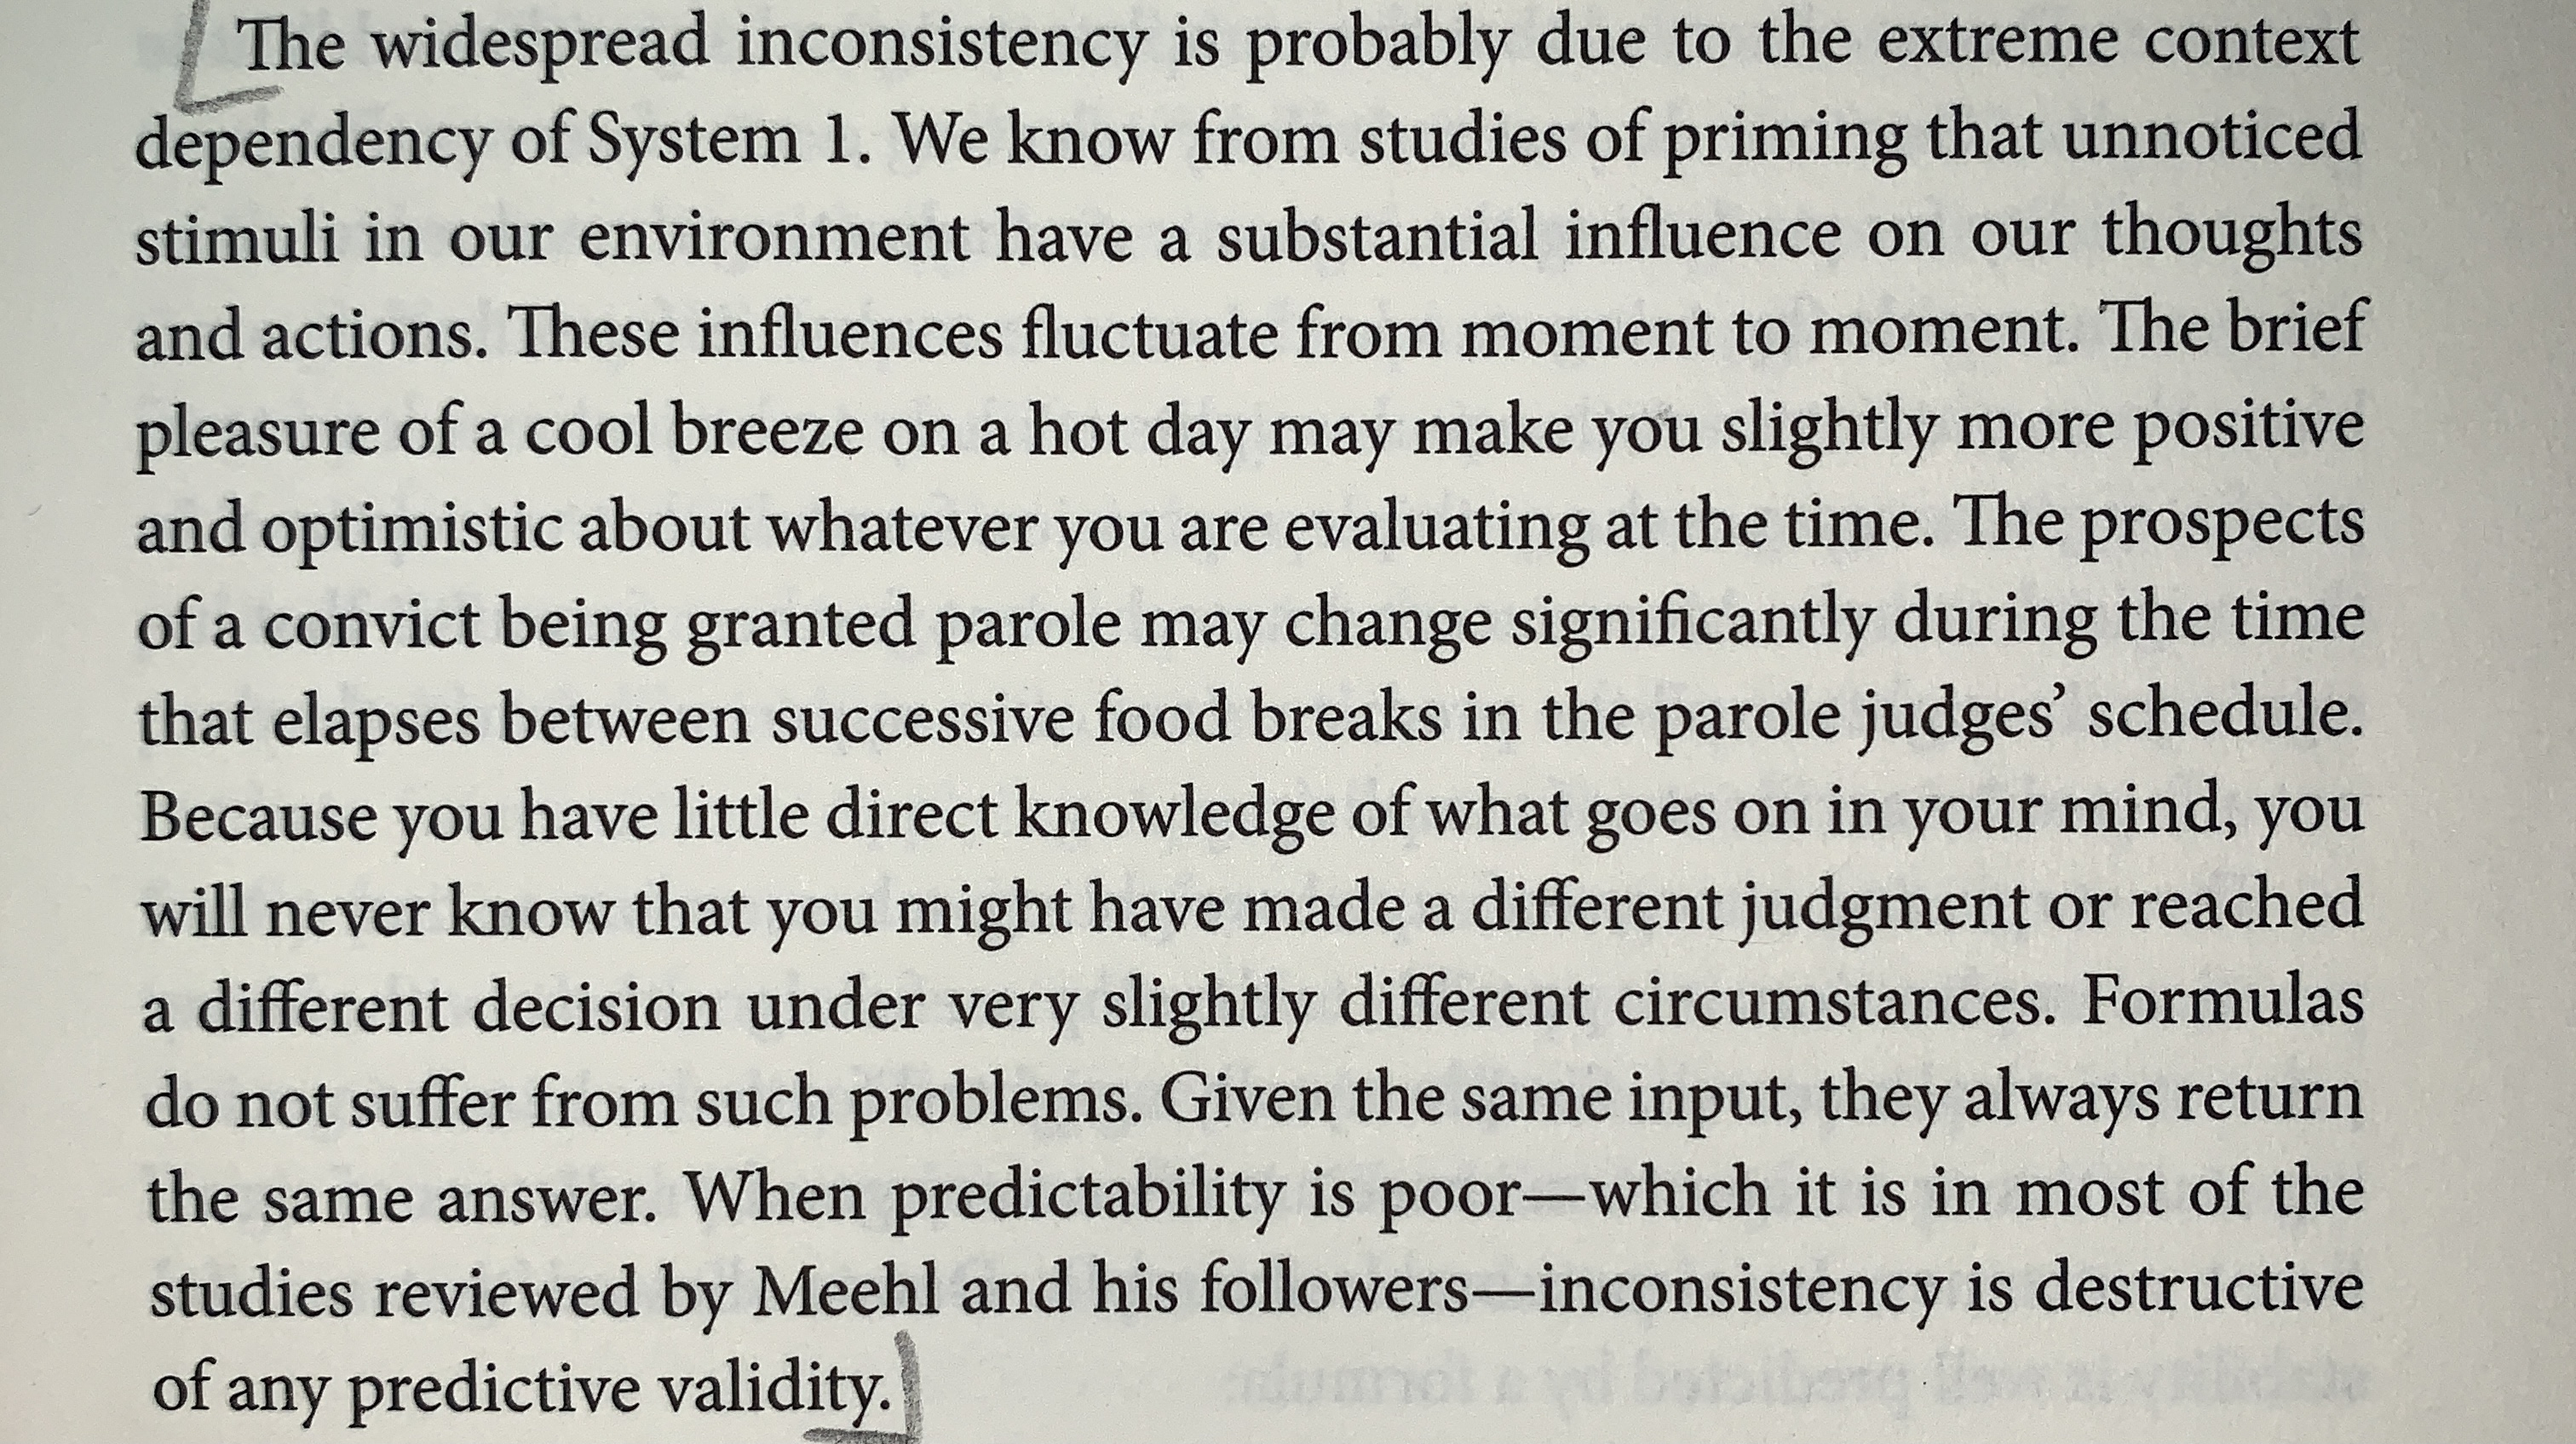 The widespread inconsistency is probably due to the extreme context
dependency of System 1. We know from studies of priming that unnoticed
stimuli in our environment have a substantial influence on our thoughts
and actions. These influences fluctuate from moment to moment. The brief
pleasure of a cool breeze on a hot day may make you slightly more positive
and optimistic about whatever you are evaluating at the time. The prospects
of a convict being granted parole may change significantly during the time
that elapses between successive food breaks in the parole judges’ schedule.
Because you have little direct knowledge of what goes on in your mind, you
will never know that you might have made a different judgment or reached
a different decision under very slightly different circumstances. Formulas
do not suffer from such problems. Given the same input, they always return
the same answer. When predictability is poor—which it is in most of the
studies reviewed by Meehl and his followers—inconsistency is destructive
of any predictive validity.